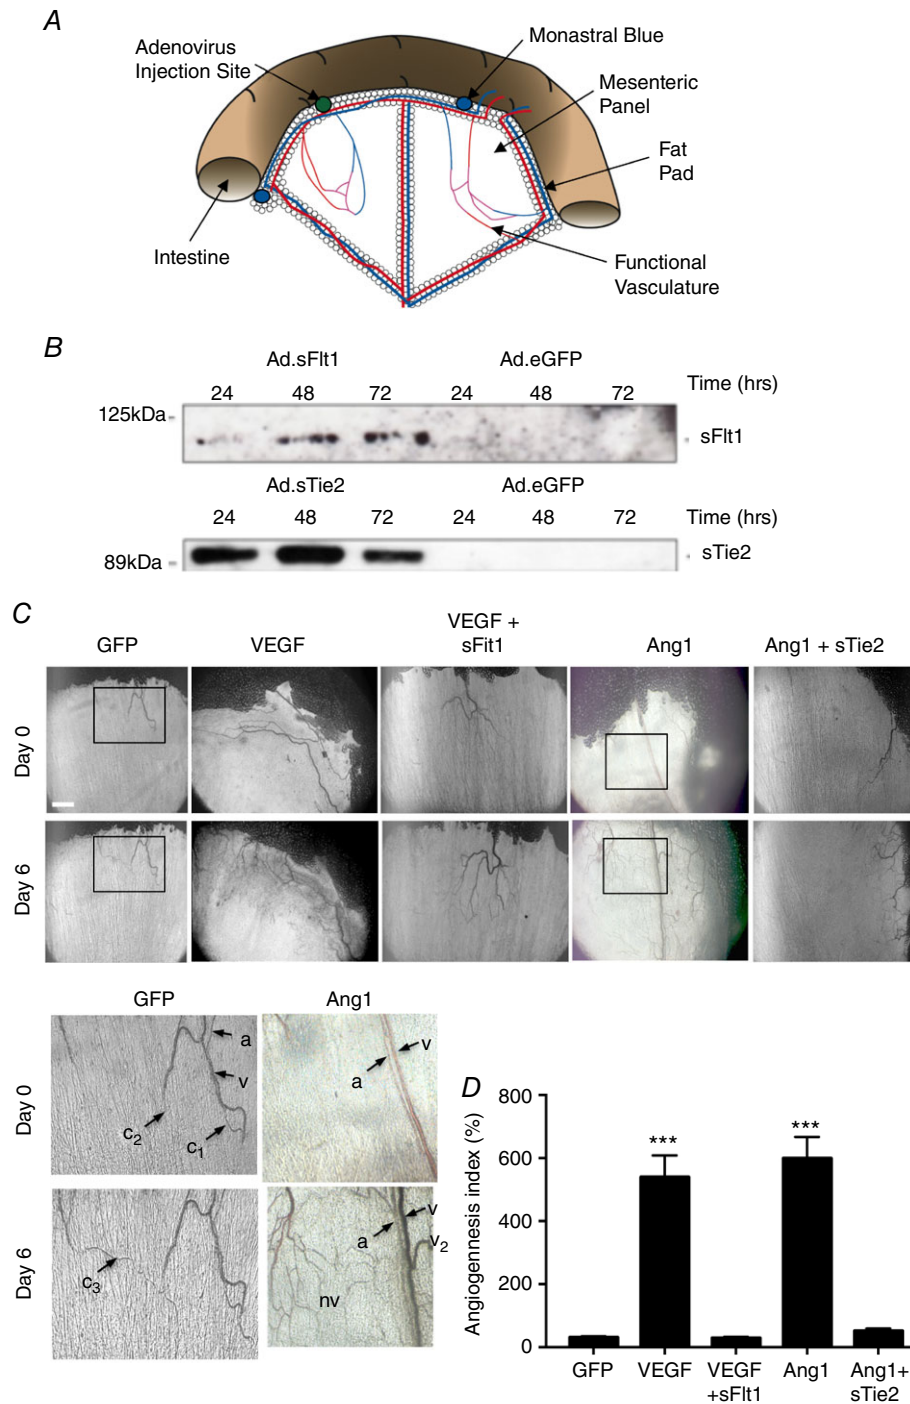 A
Adenovirus
Injection Site
Monastral Blue
Mesenteric
Panel
Fat
Pad
Intestine
Functional
Vasculature
B
Ad.sFlt1 Ad.eGFP
24 48 72 24 48 72 Time (hrs)
125kDa
sFlt1
Ad.sTie2 Ad.eGFP
24 48 72 24 48 72 Time (hrs)
89kDa
sTie2
C
GFP VEGF VEGF +
sFit1 Ang1 Ang1 + sTie2
Day 0
Day 6
GFP Ang1
Day 0
a
v
c2
c1
v
a
Day 6
c3
v
a
v2
nv
D
Angiogennesis index (%)
800
600
400
200
0
***
***
GFP VEGF VEGF
+sFlt1 Ang1 Ang1+
sTie2